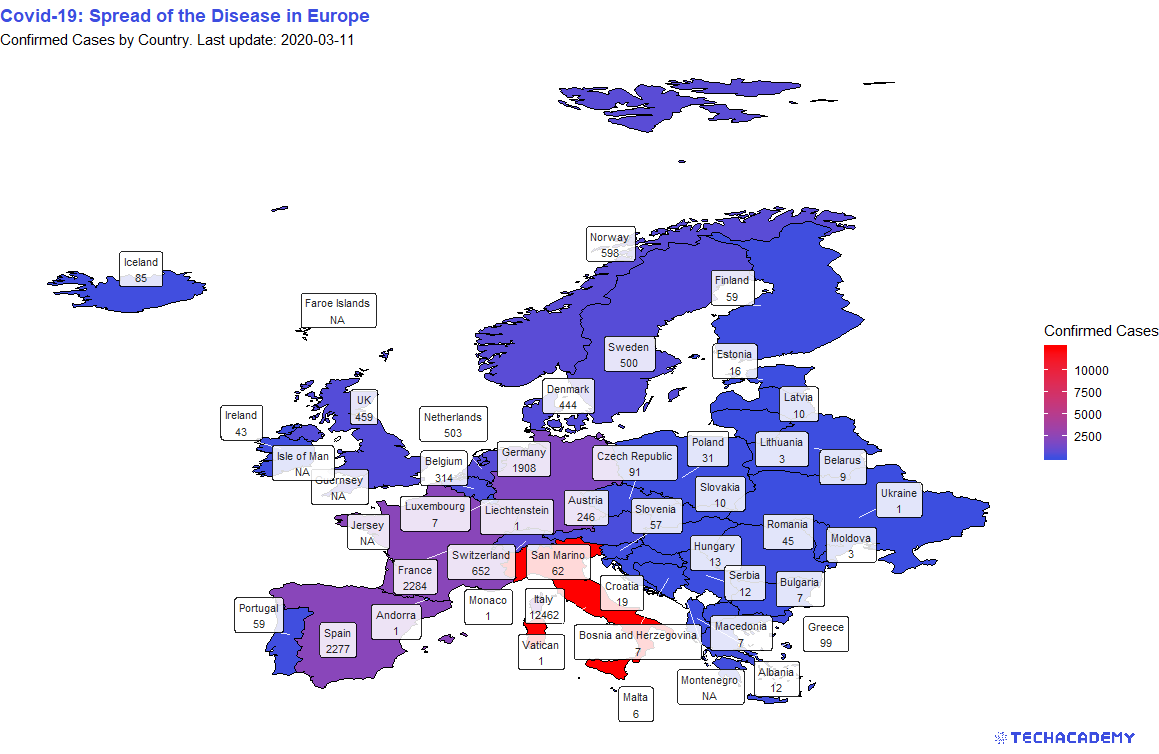 Covid-19: Spread of the Disease in Europe
Confirmed Cases by Country. Last update: 2020-03-11
Norway
598
Iceland
85
Finland
59
Faroe Islands
NA
Confirmed Cases
10000
7500
5000
2500
Sweden
500
Estonia
16
Denmark
444
Latvia
10
UK
459
Ireland
43
Netherlands
503
Isle of Man
NA
Guernsey
NA
Belgium
314
Germany
1908
Czech Republic
91
Poland
31
Lithuania
3
Belarus
9
Slovakia
10
Ukraine
1
Luxembourg
7
Liechtenstein
1
Austria
246
Slovenia
57
Jersey
NA
Romania
45
Moldova
3
Switzerland
652
San Marino
62
Hungary
13
France
2284
Serbia
12
Bulgaria
7
Croatia
19
Monaco
1
Italy
12462
Portugal
59
Andorra
1
Spain
2277
Vatican
1
Bosnia and Herzegovina
7
Macedonia
7
Greece
99
Montenegro
NA
Albania
12
Malta
6
TECHACADEMY